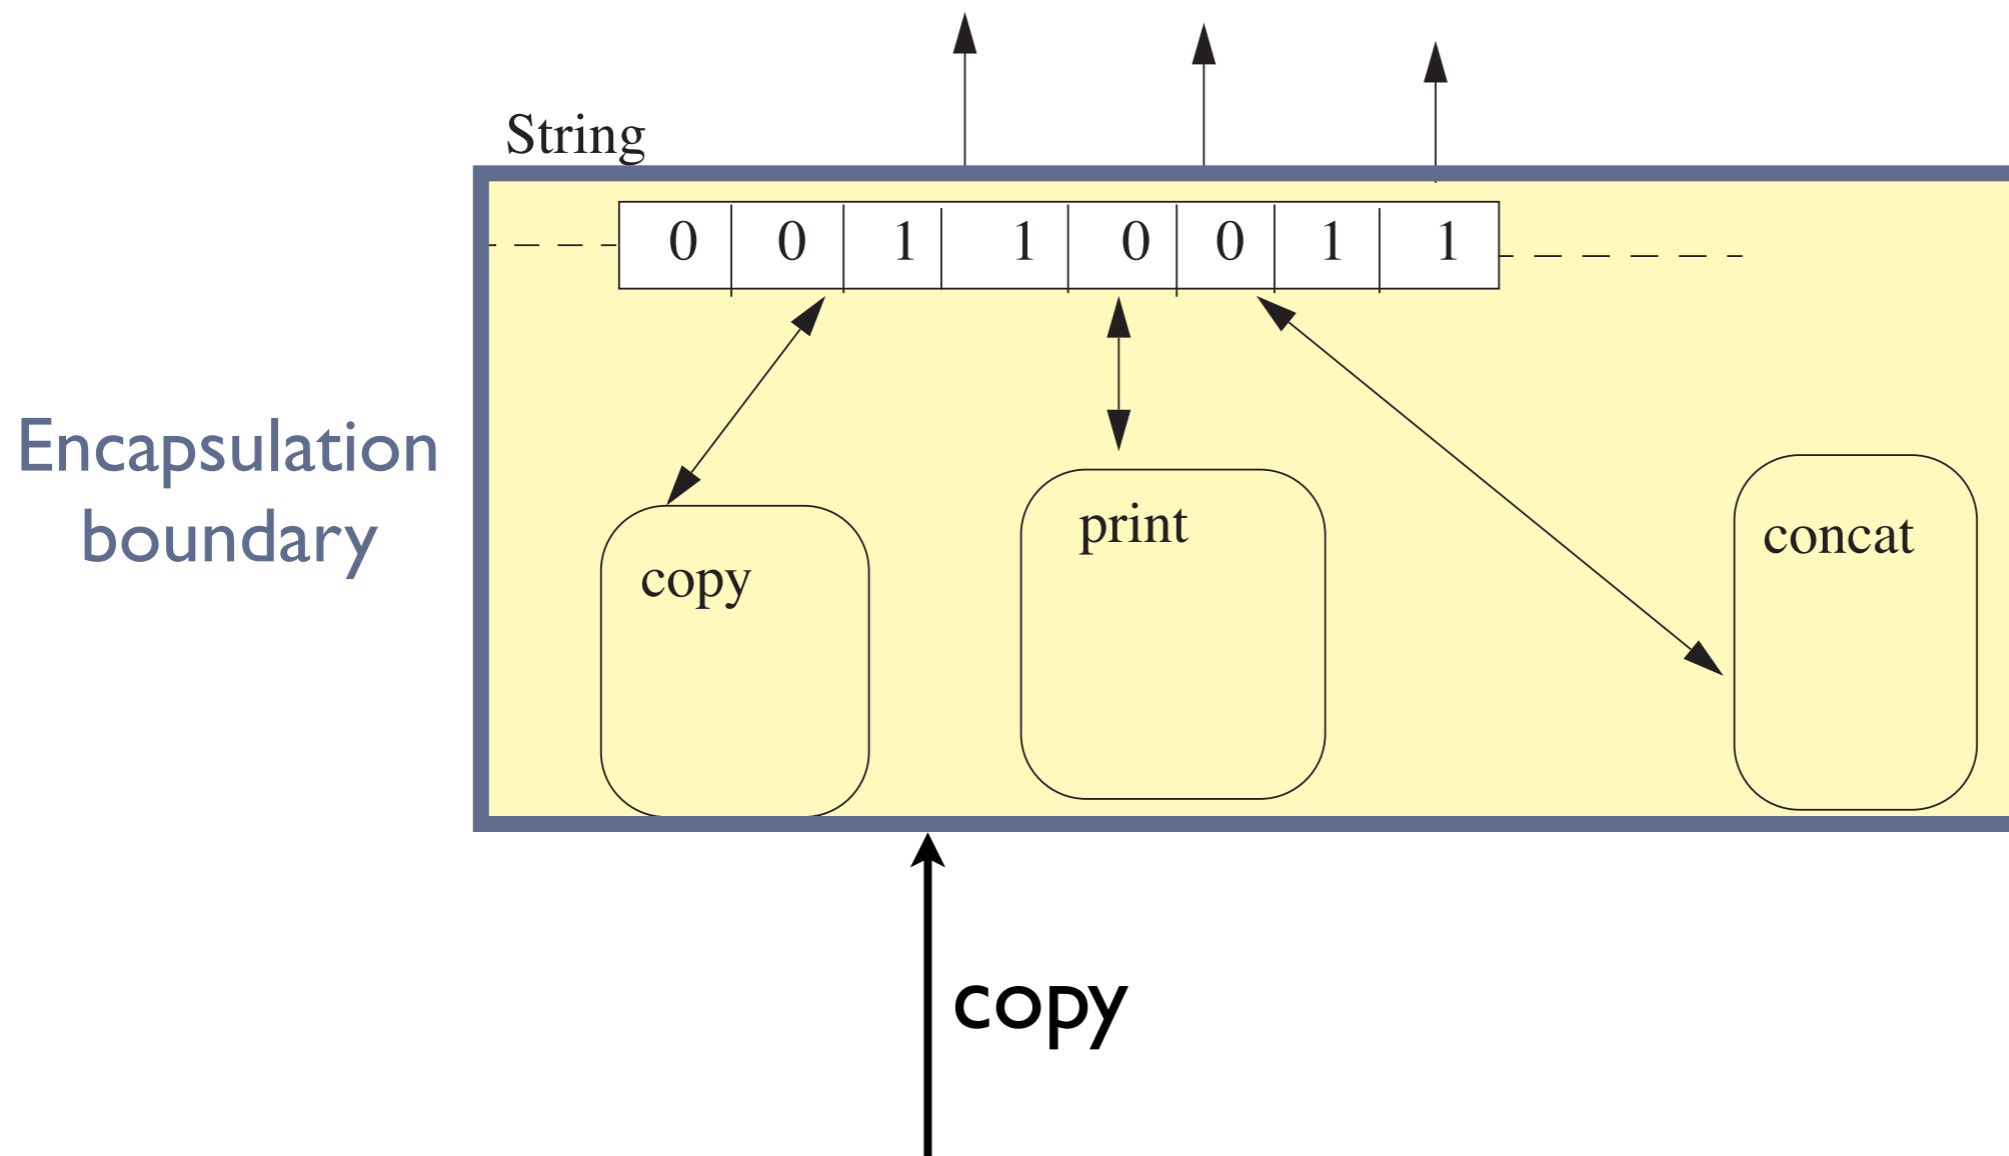 String
0 0 1 1 0 0 1 1
Encapsulation
boundary
print
concat
copy
copy